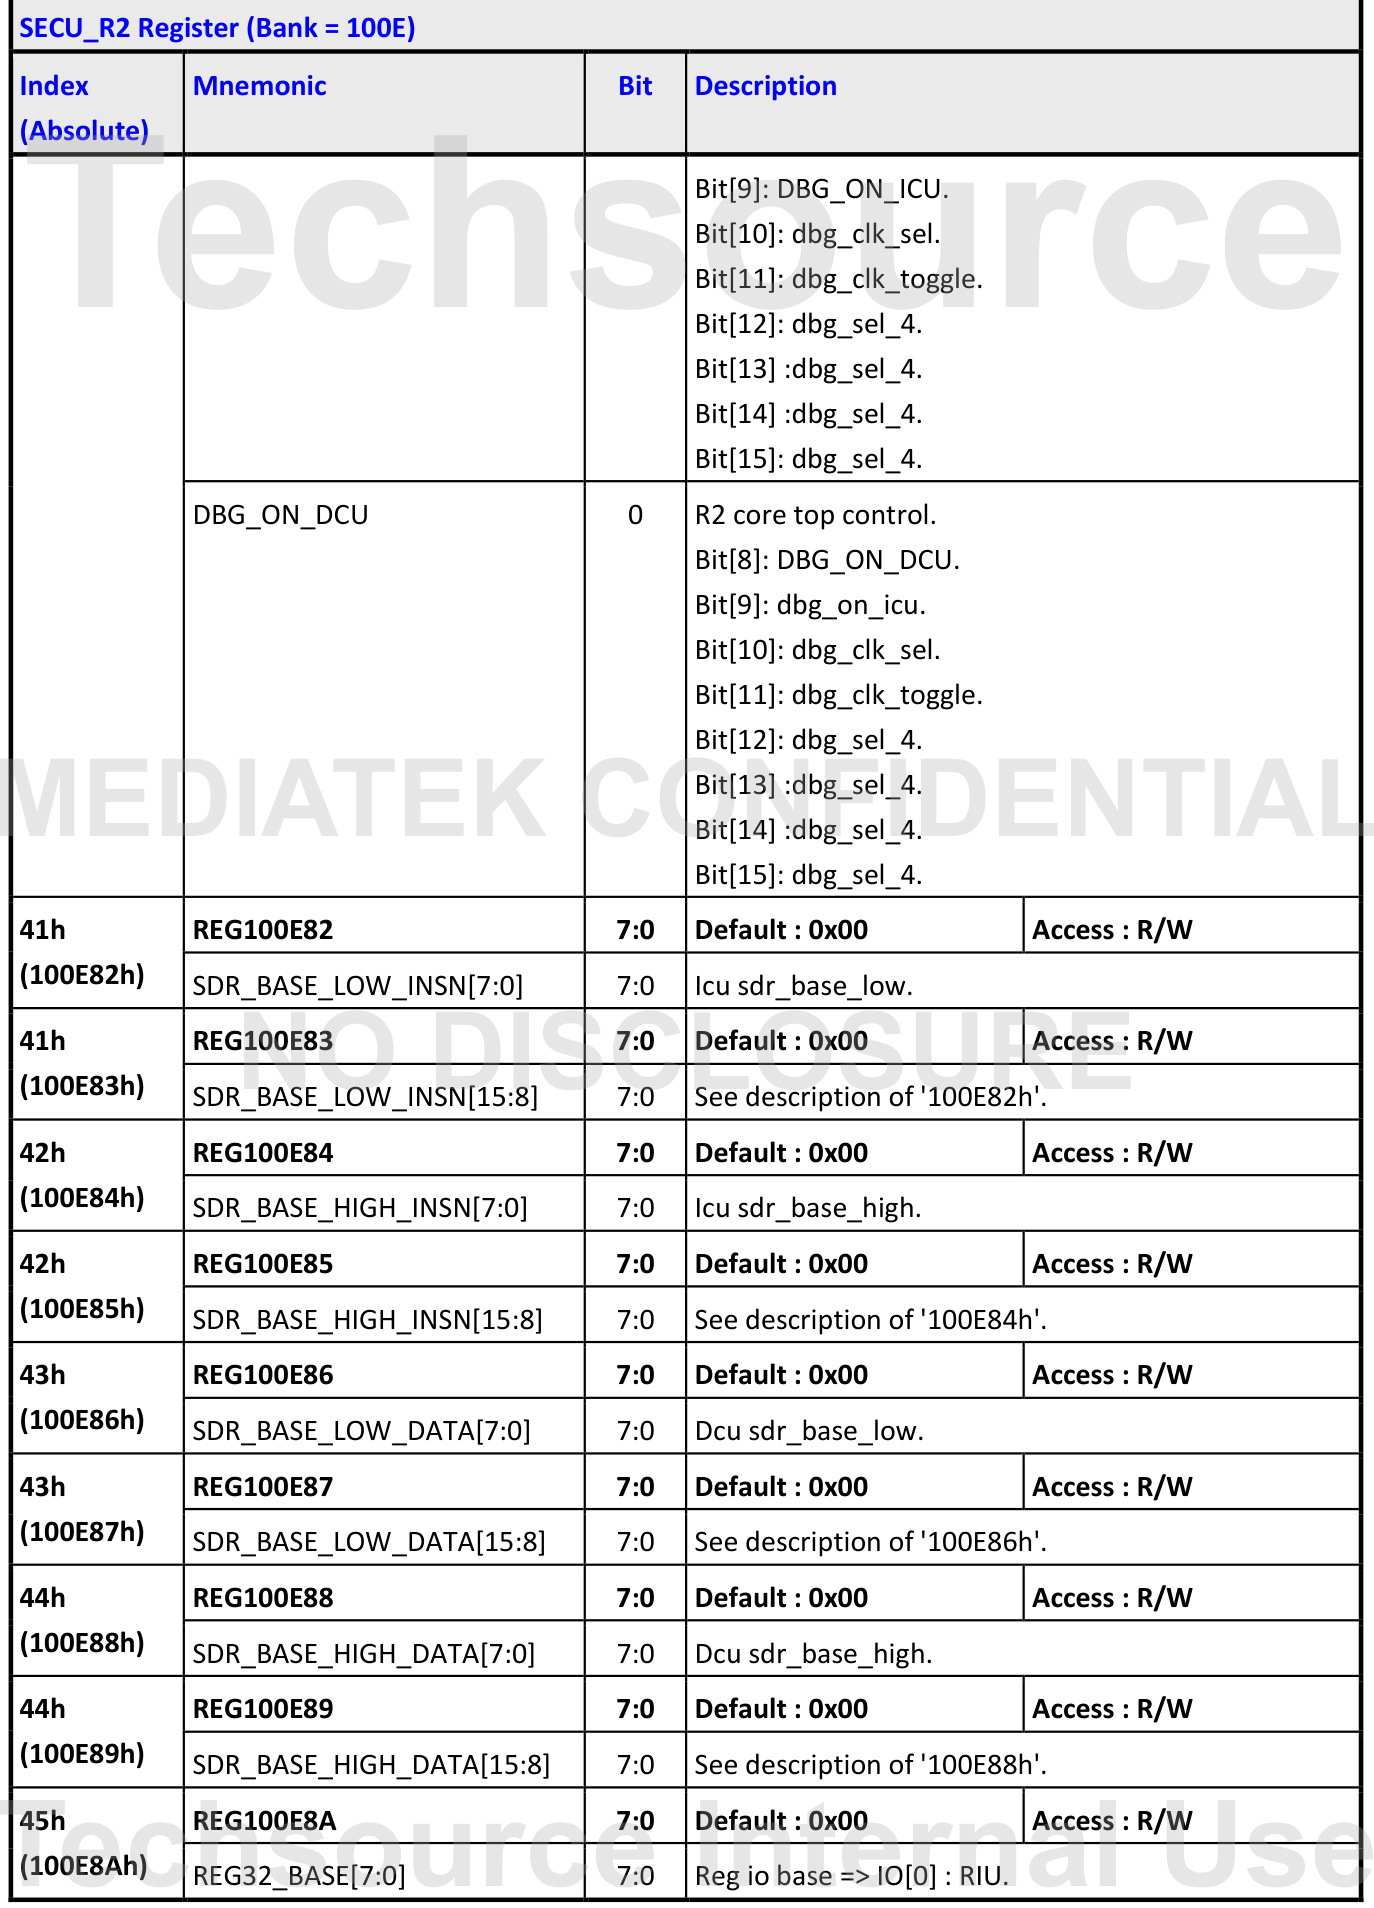 SECU_R2 Register (Bank = 100E)
Index (Absolute) Mnemonic Bit Description
Bit[9]: DBG_ON_ICU.
Bit[10]: dbg_clk_sel.
Bit[11]: dbg_clk_toggle.
Bit[12]: dbg_sel_4.
Bit[13] :dbg_sel_4.
Bit[14] :dbg_sel_4.
Bit[15]: dbg_sel_4.
DBG_ON_DCU 0 R2 core top control.
Bit[8]: DBG_ON_DCU.
Bit[9]: dbg_on_icu.
Bit[10]: dbg_clk_sel.
Bit[11]: dbg_clk_toggle.
Bit[12]: dbg_sel_4.
Bit[13] :dbg_sel_4.
Bit[14] :dbg_sel_4.
Bit[15]: dbg_sel_4.
41h REG100E82 7:0 Default : 0x00 Access : R/W
(100E82h) SDR_BASE_LOW_INSN[7:0] 7:0 Icu sdr_base_low.
41h REG100E83 7:0 Default : 0x00 Access : R/W
(100E83h) SDR_BASE_LOW_INSN[15:8] 7:0 See description of '100E82h'.
42h REG100E84 7:0 Default : 0x00 Access : R/W
(100E84h) SDR_BASE_HIGH_INSN[7:0] 7:0 Icu sdr_base_high.
42h REG100E85 7:0 Default : 0x00 Access : R/W
(100E85h) SDR_BASE_HIGH_INSN[15:8] 7:0 See description of '100E84h'.
43h REG100E86 7:0 Default : 0x00 Access : R/W
(100E86h) SDR_BASE_LOW_DATA[7:0] 7:0 Dcu sdr_base_low.
43h REG100E87 7:0 Default : 0x00 Access : R/W
(100E87h) SDR_BASE_LOW_DATA[15:8] 7:0 See description of '100E86h'.
44h REG100E88 7:0 Default : 0x00 Access : R/W
(100E88h) SDR_BASE_HIGH_DATA[7:0] 7:0 Dcu sdr_base_high.
44h REG100E89 7:0 Default : 0x00 Access : R/W
(100E89h) SDR_BASE_HIGH_DATA[15:8] 7:0 See description of '100E88h'.
45h REG100E8A 7:0 Default : 0x00 Access : R/W
(100E8Ah) REG32_BASE[7:0] 7:0 Reg io base => IO[0] : RIU.
Techsource
MEDIATEK CONFIDENTIAL
NO DISCLOSURE
Techsource Internal Use